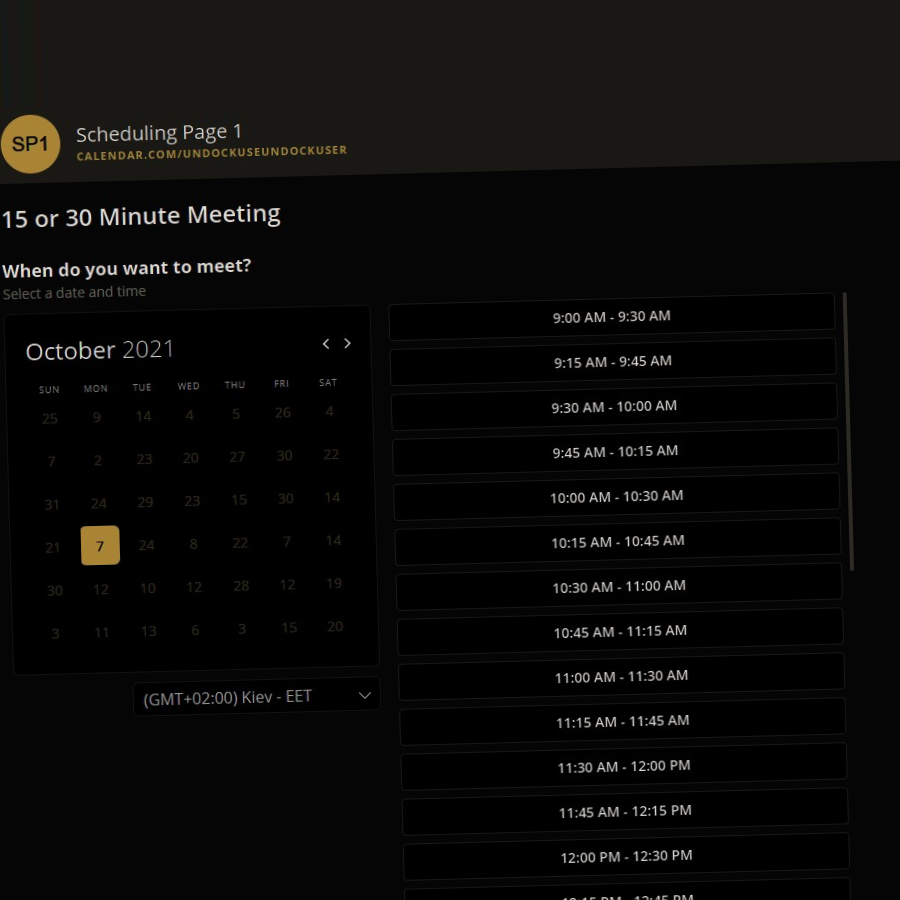 SP1
Scheduling Page 1
CALENDAR.COM/UNDOCKUSEUNDOCKUSER
15 or 30 Minute Meeting
When do you want to meet?
Select a date and time
October 2021
SUN MON TUE WED THU FRI SAT
25 9 14 4 5 26 4
7 2 23 20 27 30 22
31 24 29 23 15 30 14
21 7 24 8 22 7 14
30 12 10 12 28 12 19
3 11 13 6 3 15 20
(GMT+02:00) Kiev - EET
9:00 AM - 9:30 AM
9:15 AM - 9:45 AM
9:30 AM - 10:00 AM
9:45 AM - 10:15 AM
10:00 AM - 10:30 AM
10:15 AM - 10:45 AM
10:30 AM - 11:00 AM
10:45 AM - 11:15 AM
11:00 AM - 11:30 AM
11:15 AM - 11:45 AM
11:30 AM - 12:00 PM
11:45 AM - 12:15 PM
12:00 PM - 12:30 PM
12:15 PM - 12:45 PM